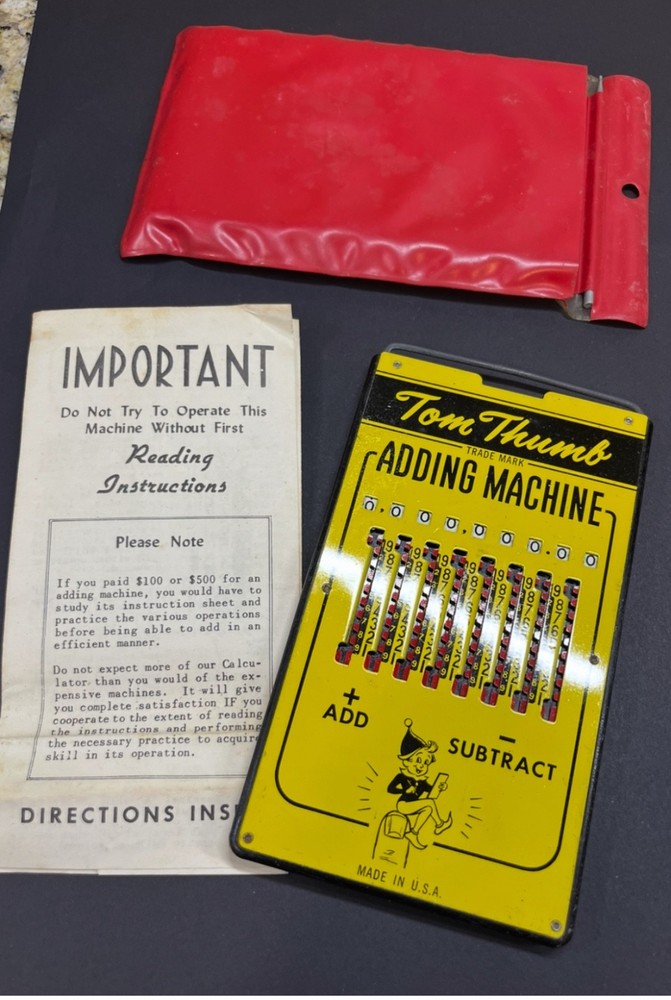 IMPORTANT
Do Not Try To Operate This
Machine Without First
Reading
Instructions
Please Note
If you paid $100 or $500 for an
adding machine, you would have to
study its instruction sheet and
practice the various operations
before being able to add in an
efficient manner.
Do not expect more of our Calcu-
lator than you would of the ex-
pensive machines. It will give
you complete satisfaction IF you
cooperate to the extent of reading
the instructions and performing
the necessary practice to acquire
skill in its operation.
DIRECTIONS INS
Tom Thumb
TRADE MARK
ADDING MACHINE
0,000,000.00
+
ADD
−
SUBTRACT
MADE IN U.S.A.